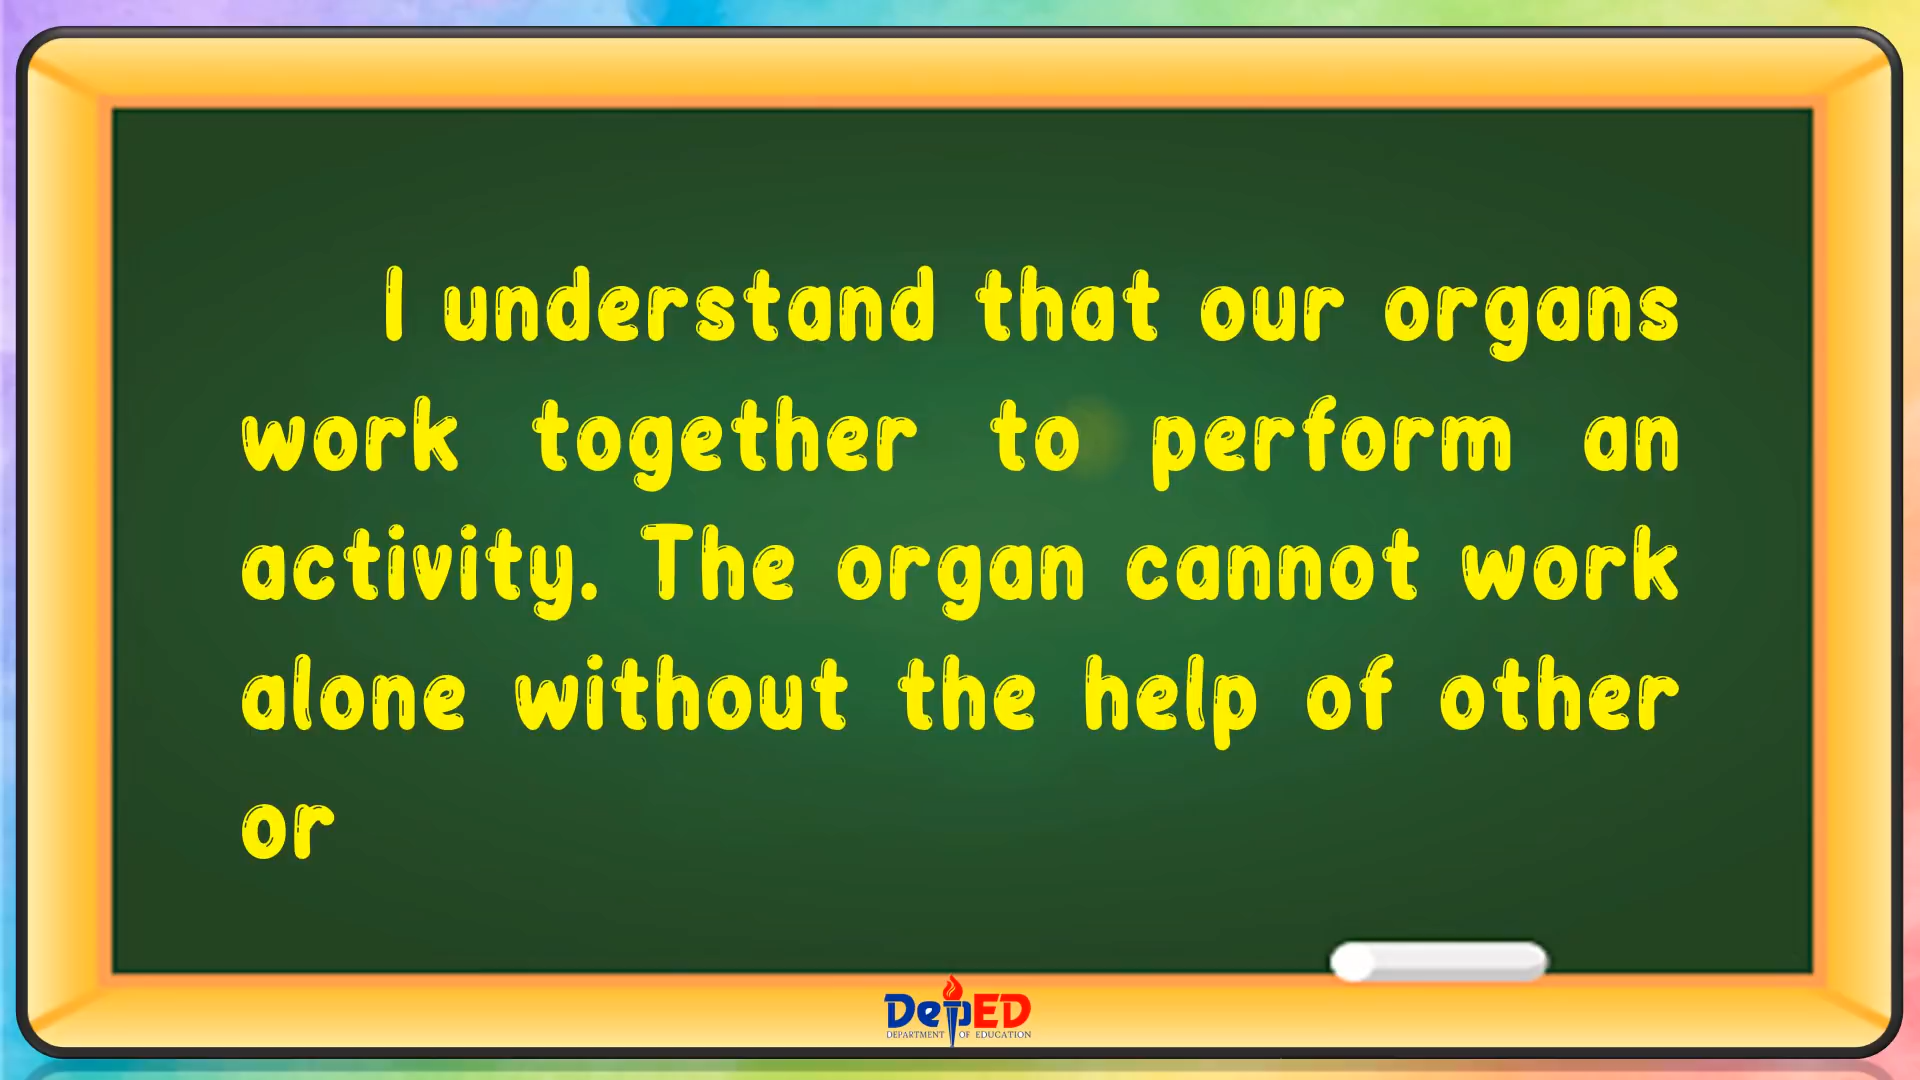 I understand that our organs
work together to perform an
activity. The organ cannot work
alone without the help of other
or
DepED
DEPARTMENT OF EDUCATION